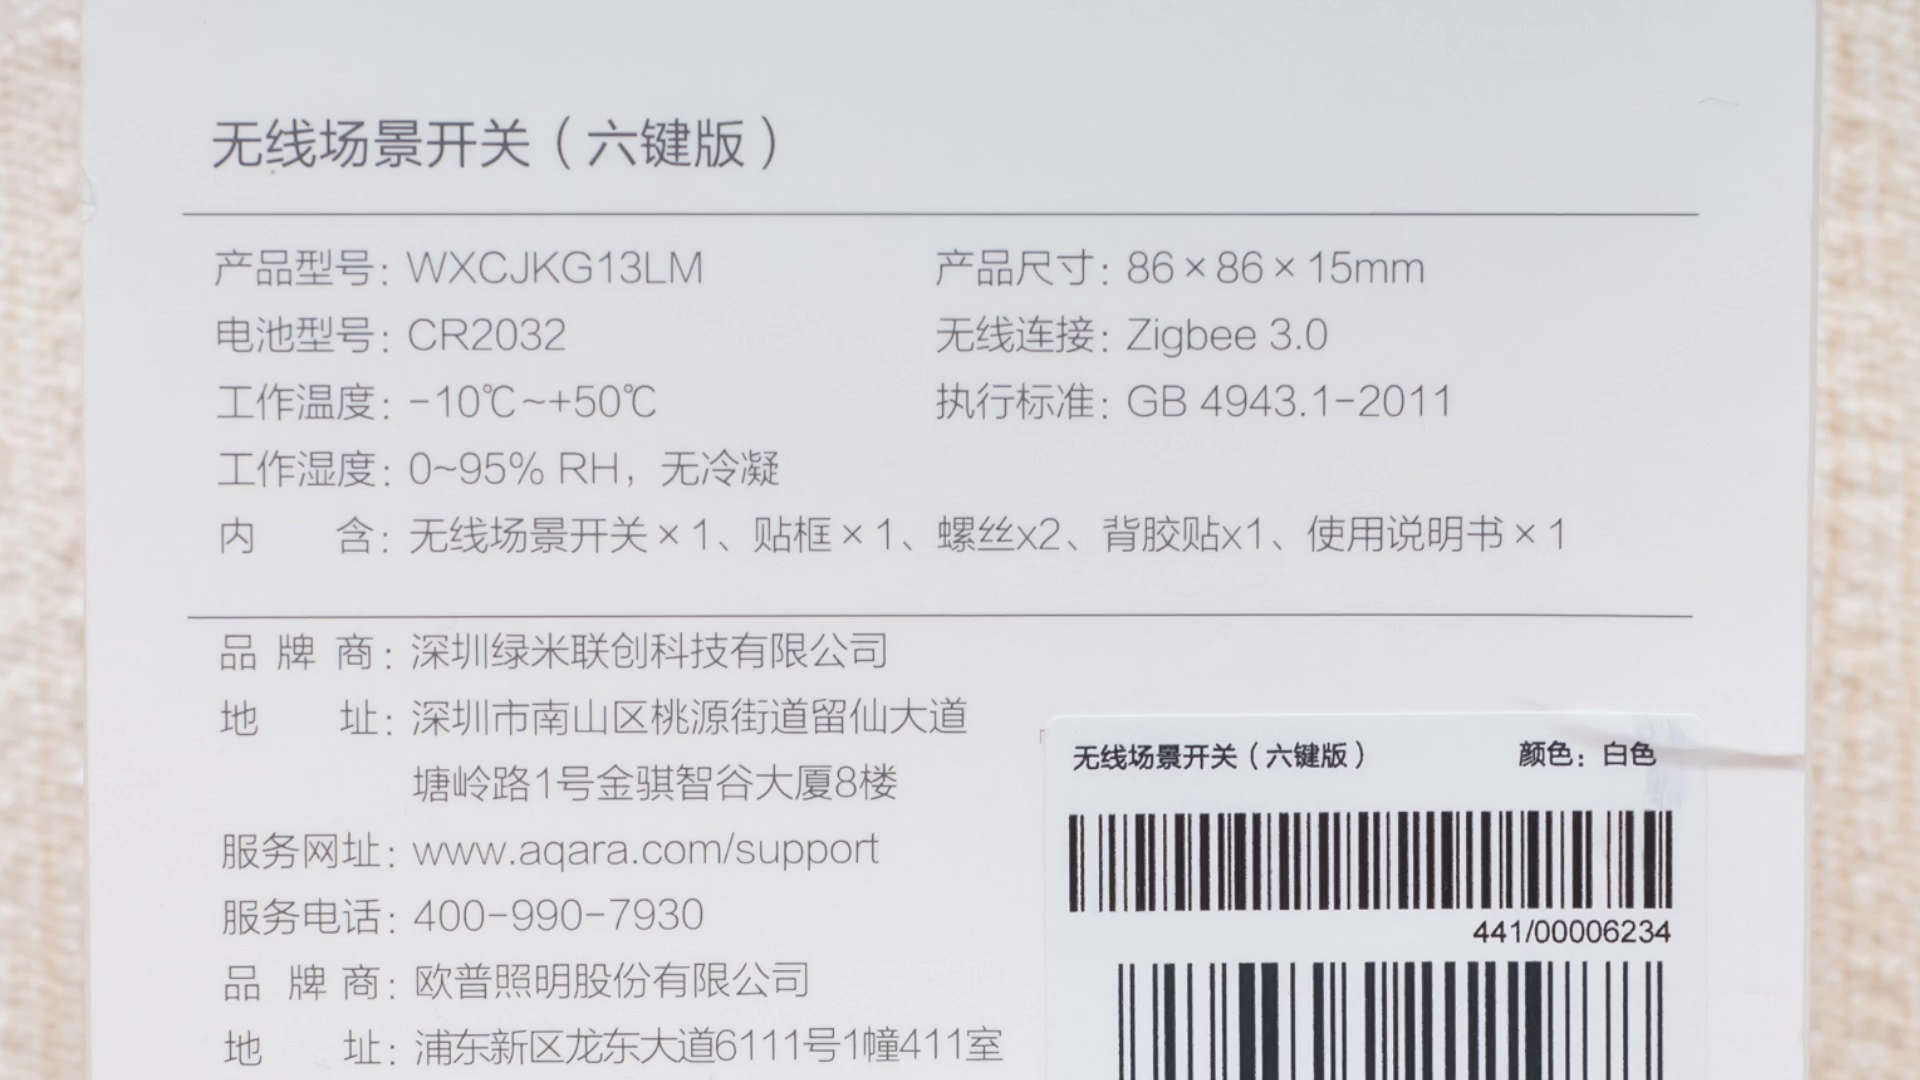 无线场景开关（六键版）
产品型号：WXCJKG13LM
产品尺寸：86×86×15mm
电池型号：CR2032
无线连接：Zigbee 3.0
工作温度：-10℃~+50℃
执行标准：GB 4943.1-2011
工作湿度：0~95% RH，无冷凝
内含：无线场景开关×1、贴框×1、螺丝x2、背胶贴x1、使用说明书×1
品牌商：深圳绿米联创科技有限公司
地址：深圳市南山区桃源街道留仙大道
塘岭路1号金骐智谷大厦8楼
服务网址：www.aqara.com/support
服务电话：400-990-7930
品牌商：欧普照明股份有限公司
地址：浦东新区龙东大道6111号1幢411室
无线场景开关（六键版） 颜色：白色
441/00006234